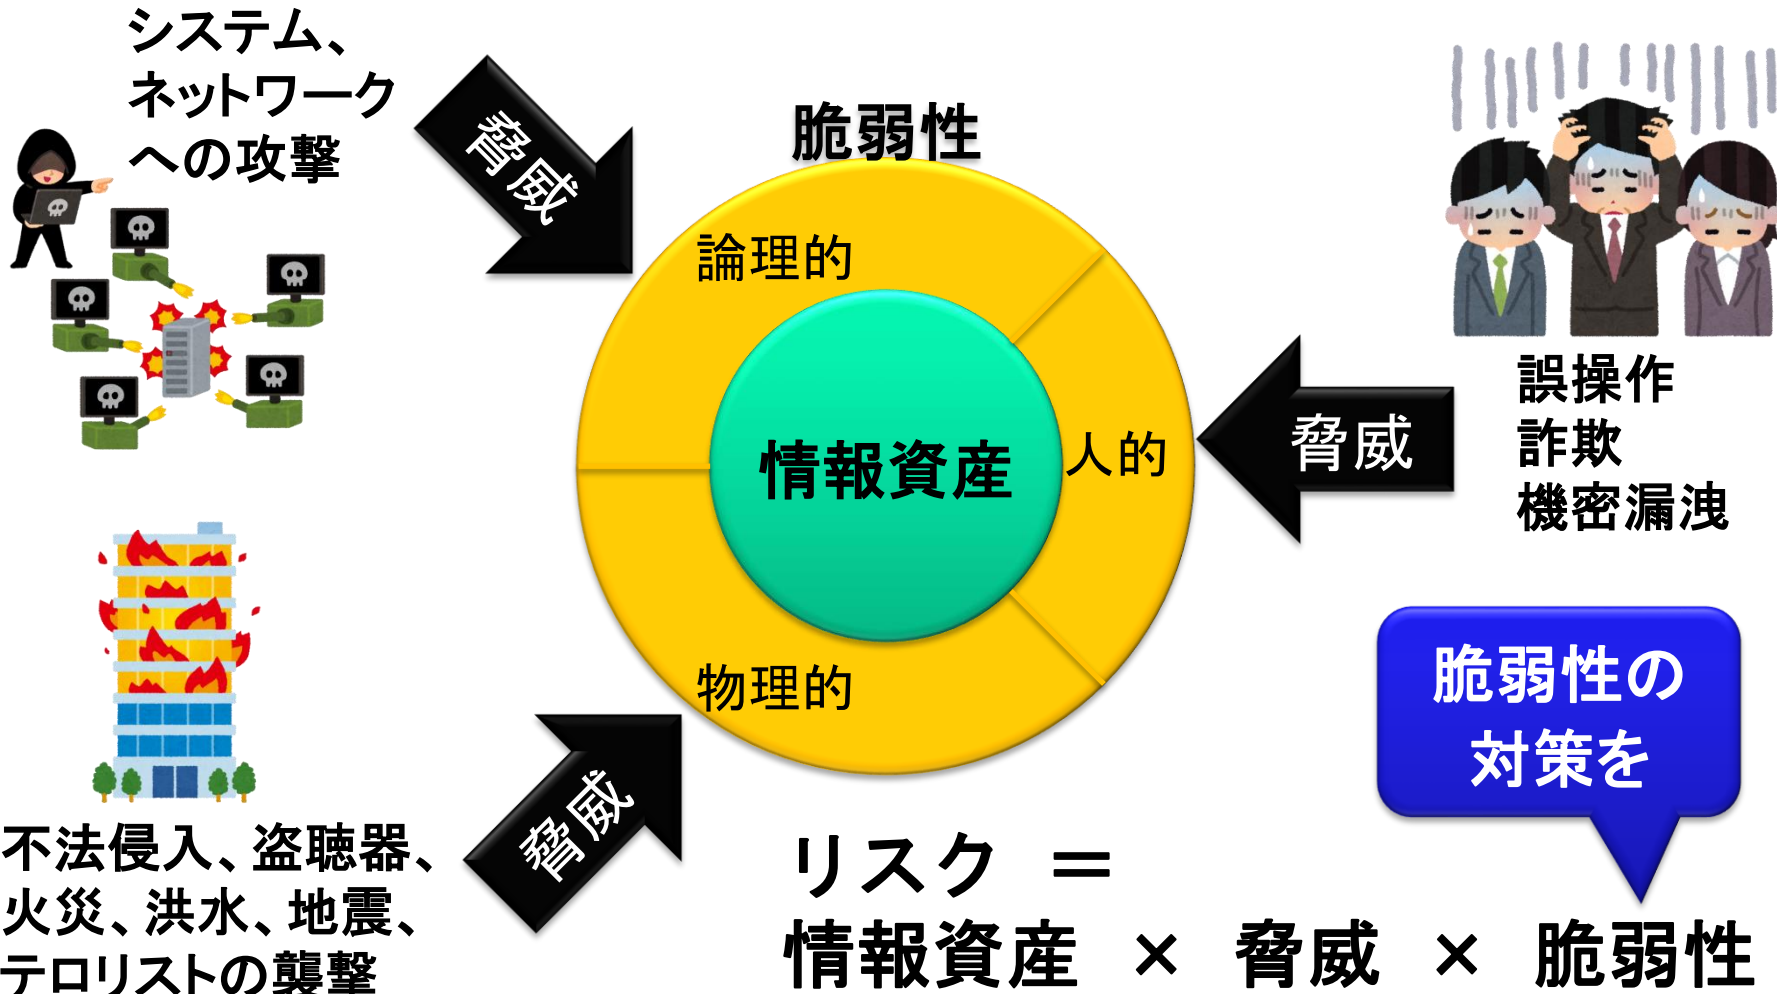 システム、
ネットワーク
への攻撃
脅威
脆弱性
論理的
情報資産
人的
物理的
脅威
誤操作
詐欺
機密漏洩
脅威
不法侵入、盗聴器、
火災、洪水、地震、
テロリストの襲撃
脆弱性の
対策を
リスク ＝
情報資産 × 脅威 × 脆弱性